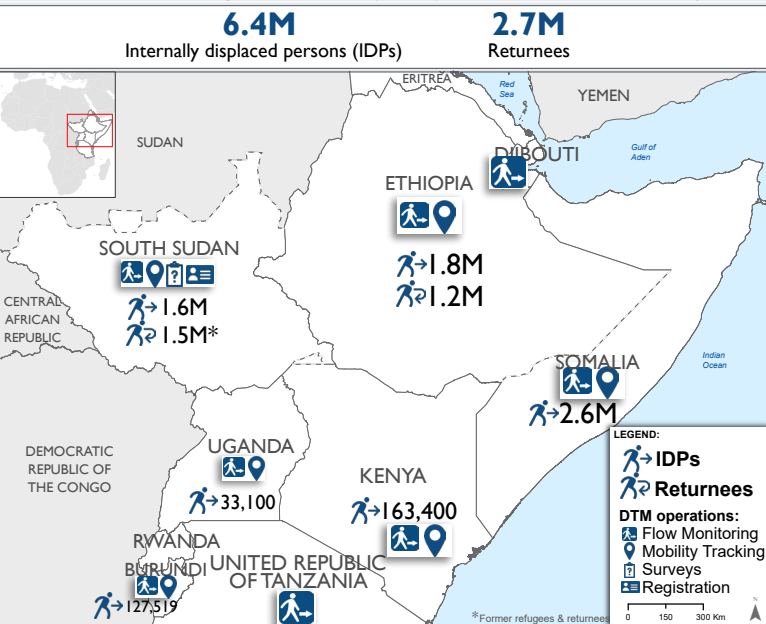 6.4M
Internally displaced persons (IDPs)
2.7M
Returnees
ERITREA
Red
Sea
YEMEN
SUDAN
Gulf of
Aden
DJIBOUTI
ETHIOPIA
1.8M
1.2M
SOUTH SUDAN
1.6M
1.5M*
CENTRAL
AFRICAN
REPUBLIC
Indian
Ocean
SOMALIA
2.6M
DEMOCRATIC
REPUBLIC OF
THE CONGO
UGANDA
33,100
KENYA
163,400
RWANDA
BURUNDI
127,519
UNITED REPUBLIC
OF TANZANIA
LEGEND:
IDPs
Returnees
DTM operations:
Flow Monitoring
Mobility Tracking
Surveys
Registration
0 150 300 Km
N
*Former refugees & returnees